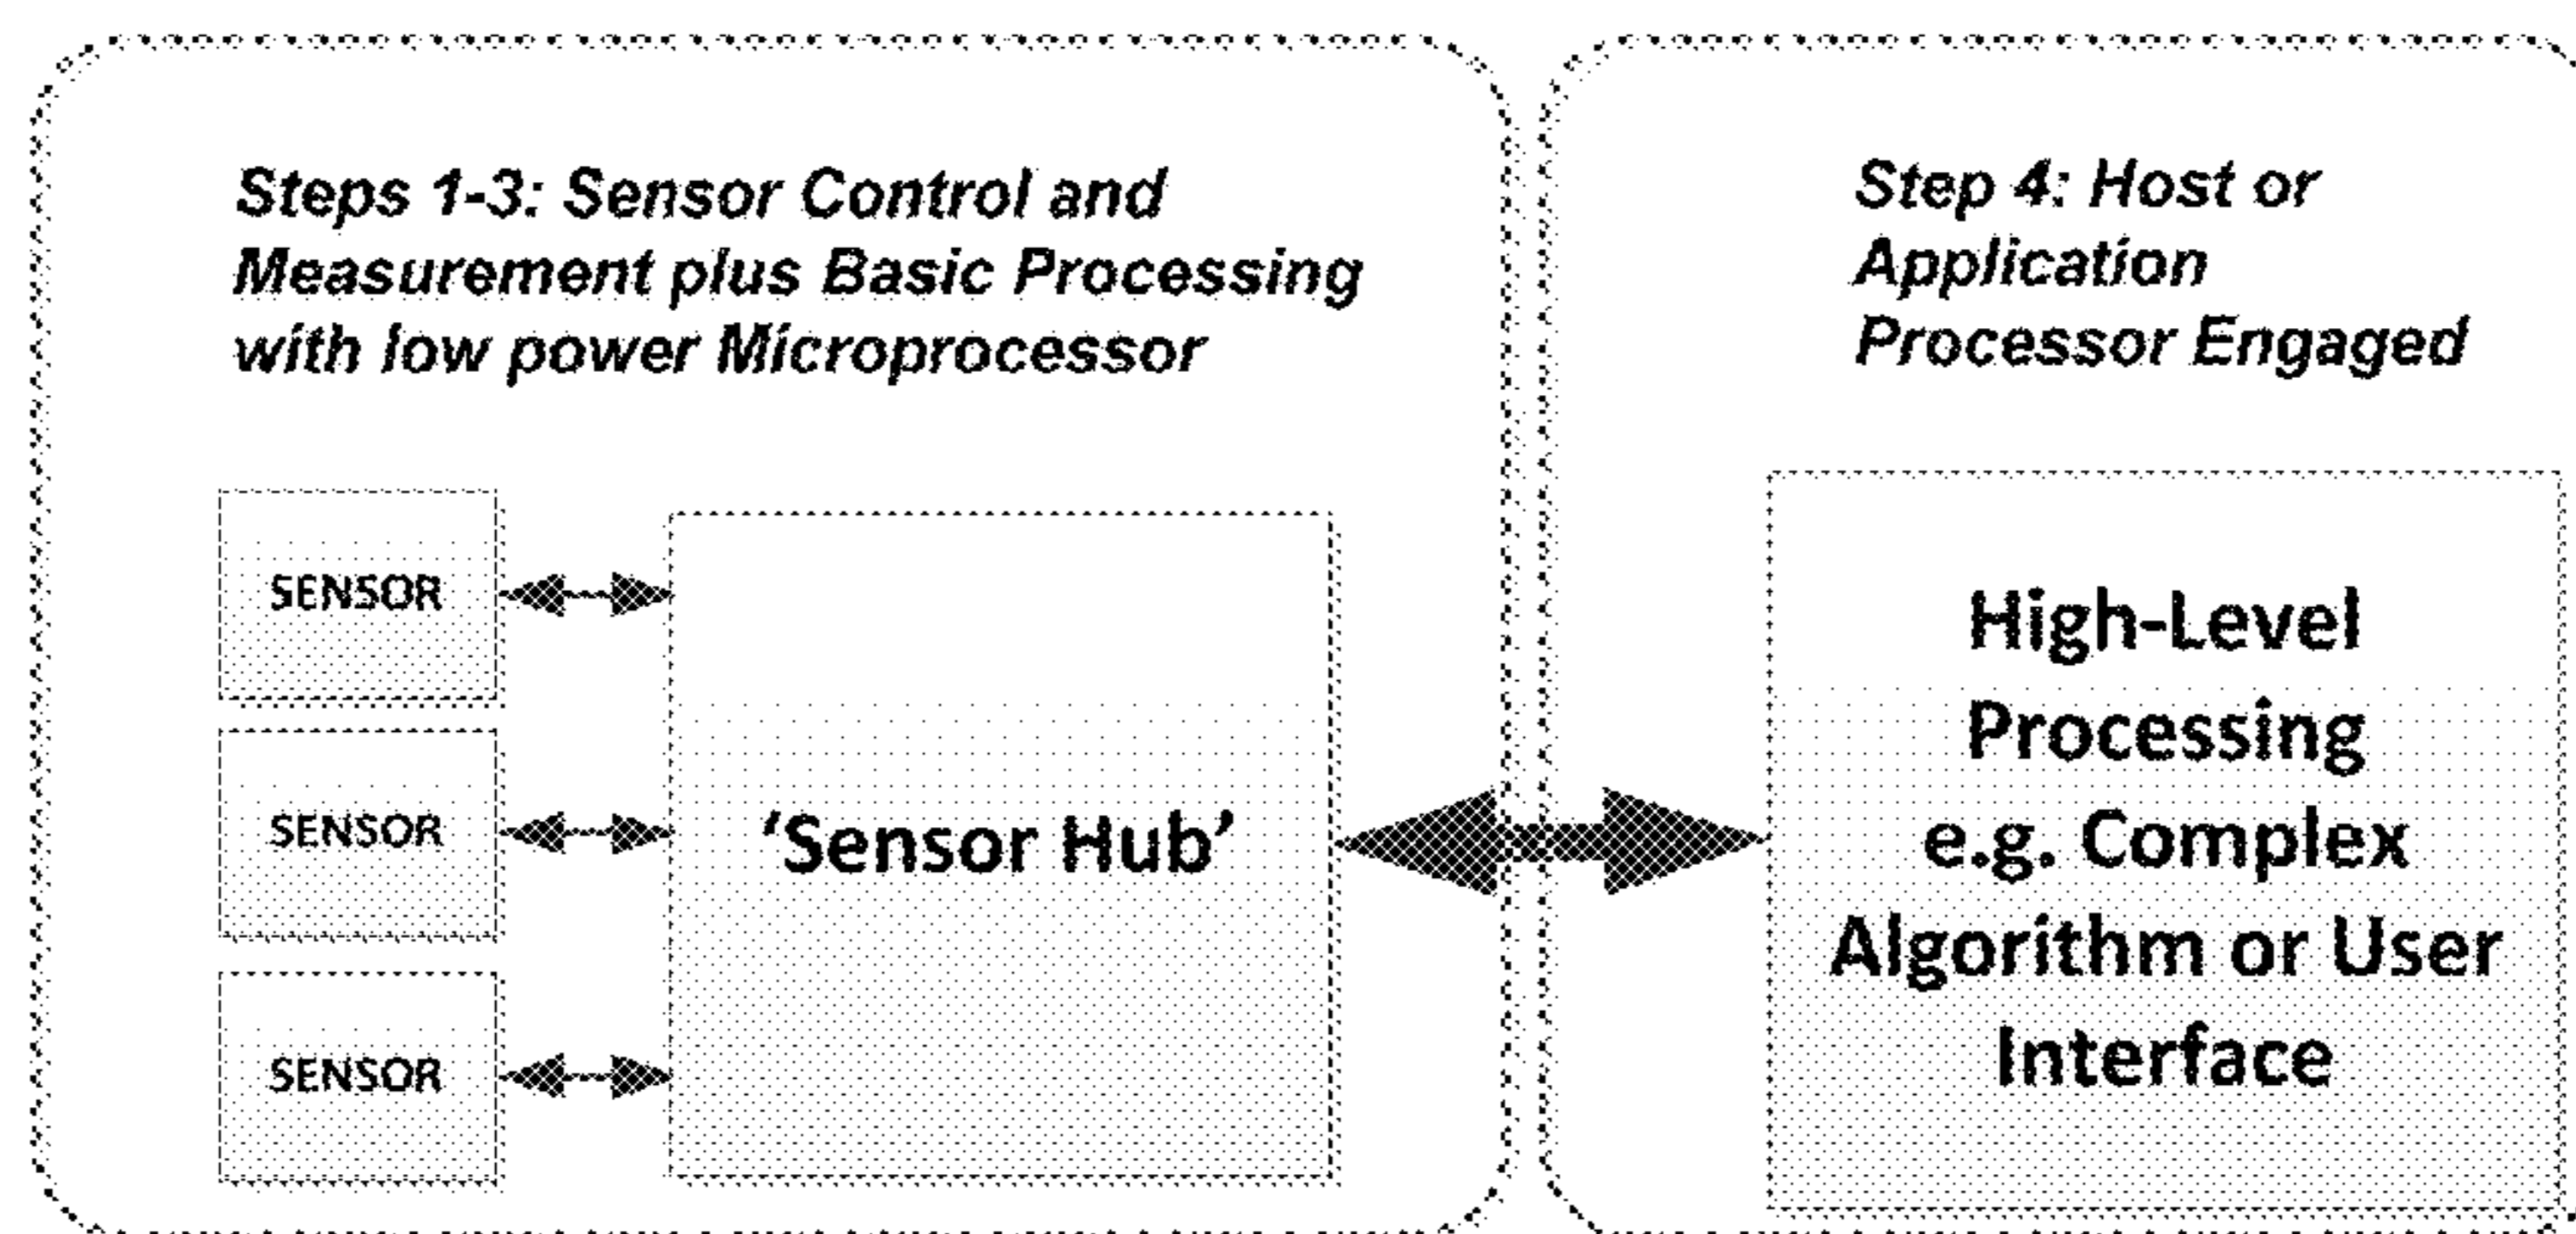 Steps 1-3: Sensor Control and
Measurement plus Basic Processing
with low power Microprocessor
Step 4: Host or
Application
Processor Engaged
SENSOR
SENSOR
SENSOR
‘Sensor Hub’
High-Level
Processing
e.g. Complex
Algorithm or User
Interface